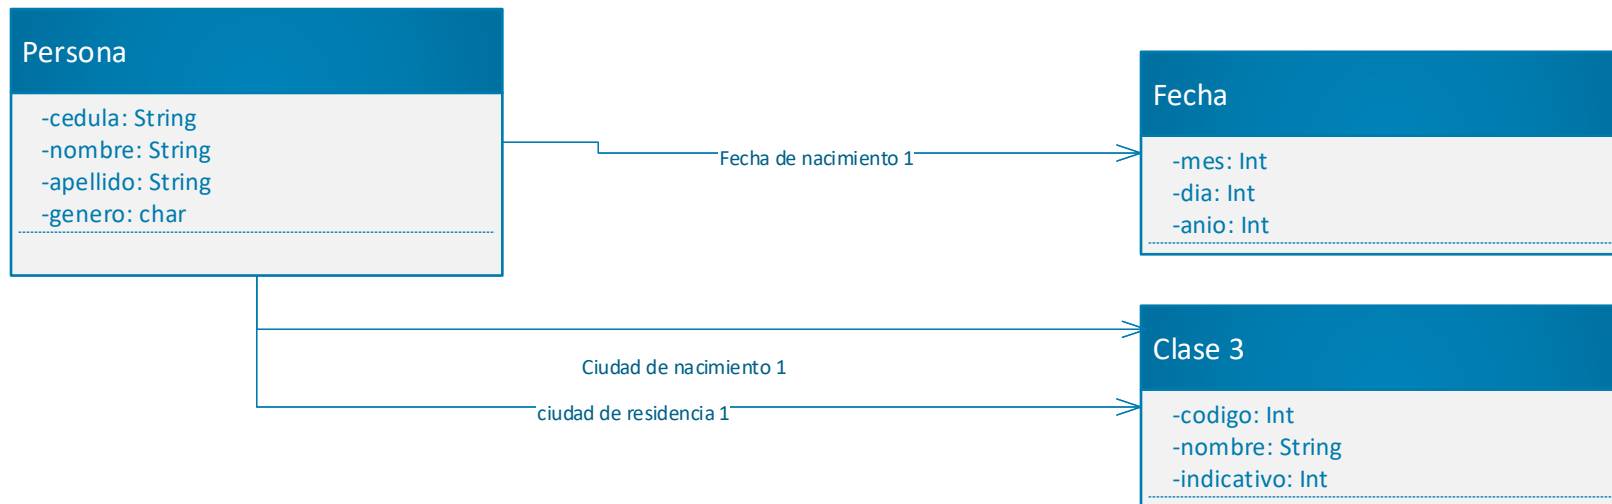 Persona
-cedula: String
-nombre: String
-apellido: String
-genero: char
Fecha de nacimiento 1
Fecha
-mes: Int
-dia: Int
-anio: Int
Ciudad de nacimiento 1
ciudad de residencia 1
Clase 3
-codigo: Int
-nombre: String
-indicativo: Int